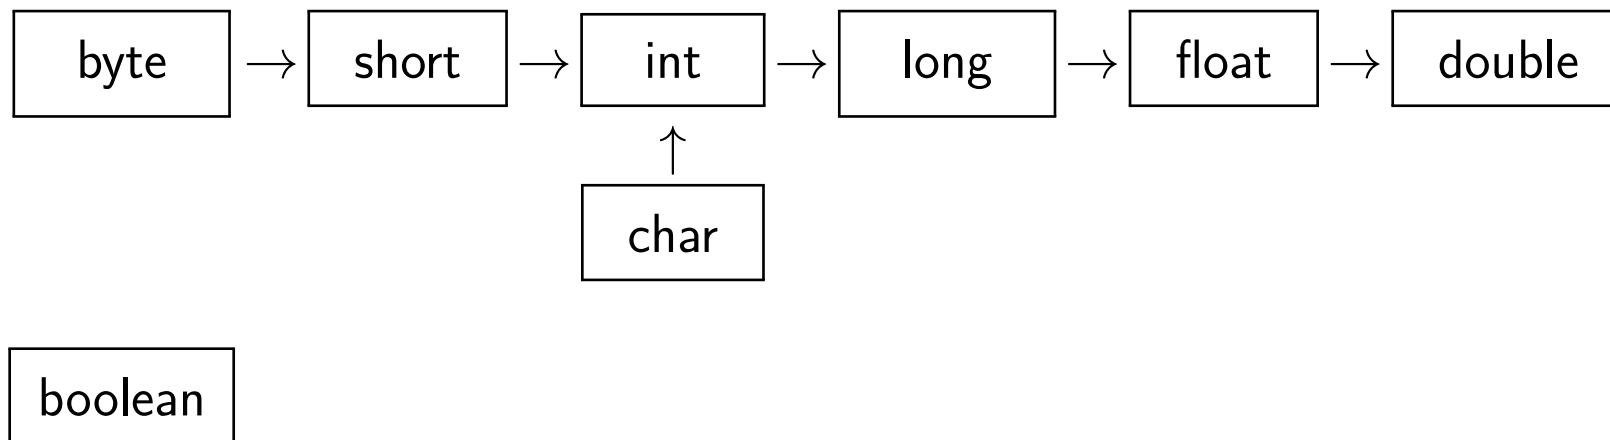 byte → short → int → long → float → double
↑
char
boolean